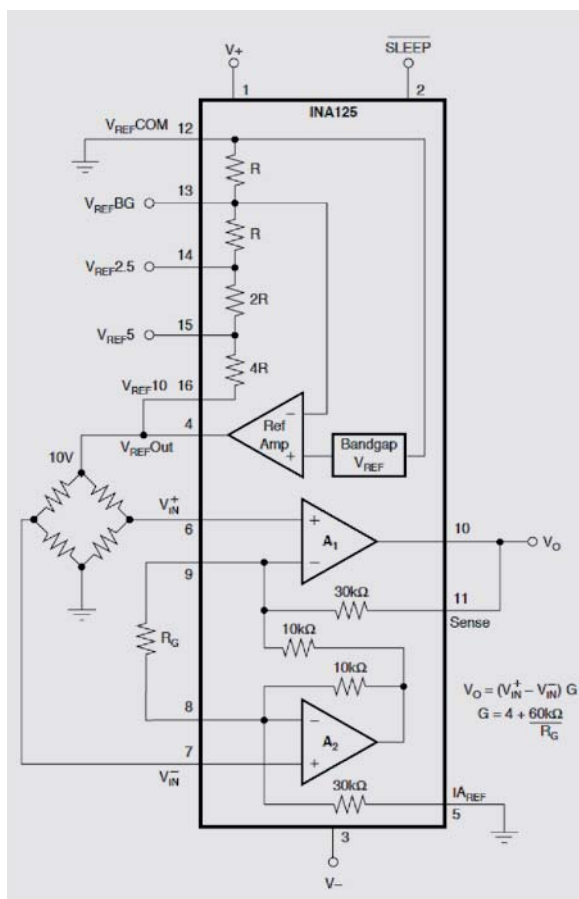 V+
SLEEP
1
2
INA125
VREFCOM
12
R
13
VREFBG
R
14
VREF2.5
2R
15
VREF5
4R
16
VREF10
4
VREFOut
Ref
Amp
−
+
Bandgap
VREF
10V
V+IN
6
+
A1
−
10
VO
9
30kΩ
11
Sense
10kΩ
RG
10kΩ
VO = (V+IN − V−IN) G
G = 4 + 60kΩ
RG
8
−
A2
+
7
V−IN
30kΩ
IAREF
5
3
V−